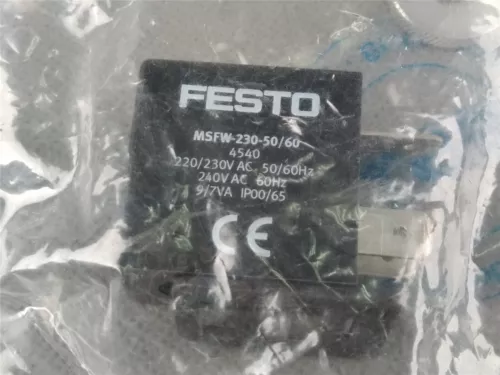 FESTO
MSFW-230-50/60
4540
220/230V AC 50/60Hz
240V AC 60Hz
9/7VA IP00/65
CE